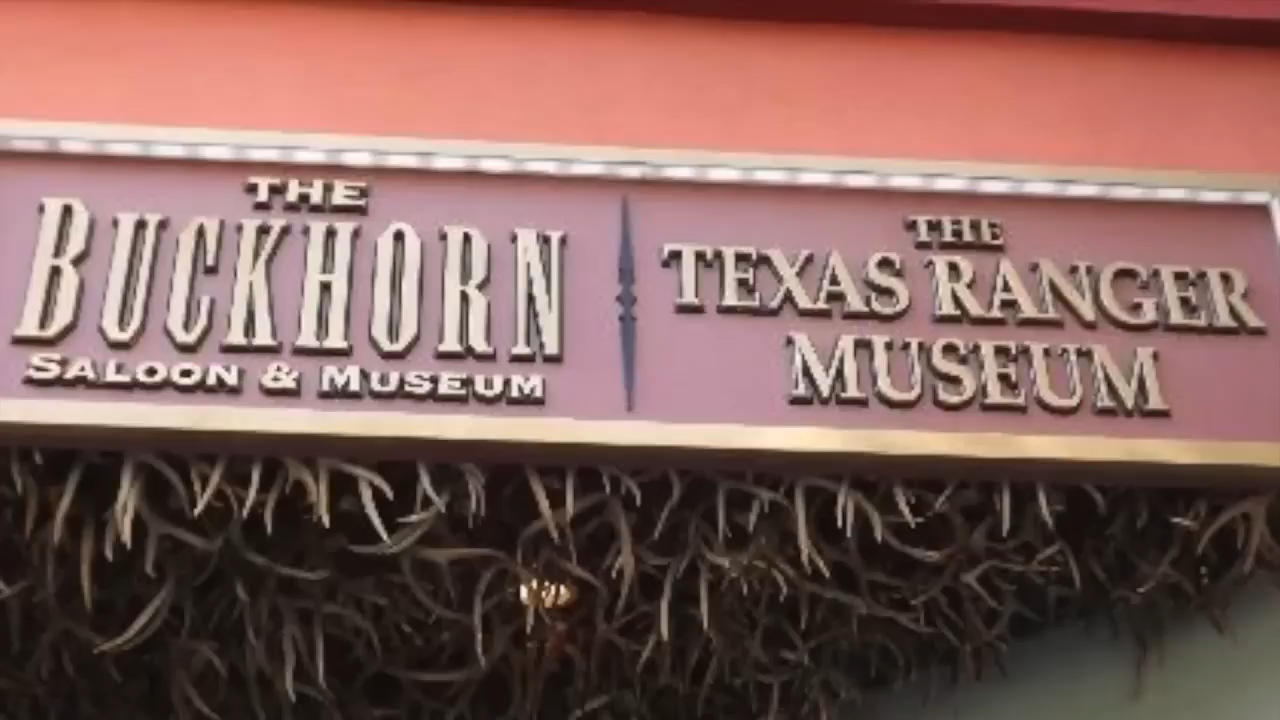 THE
BUCKHORN
SALOON & MUSEUM
THE
TEXAS RANGER
MUSEUM